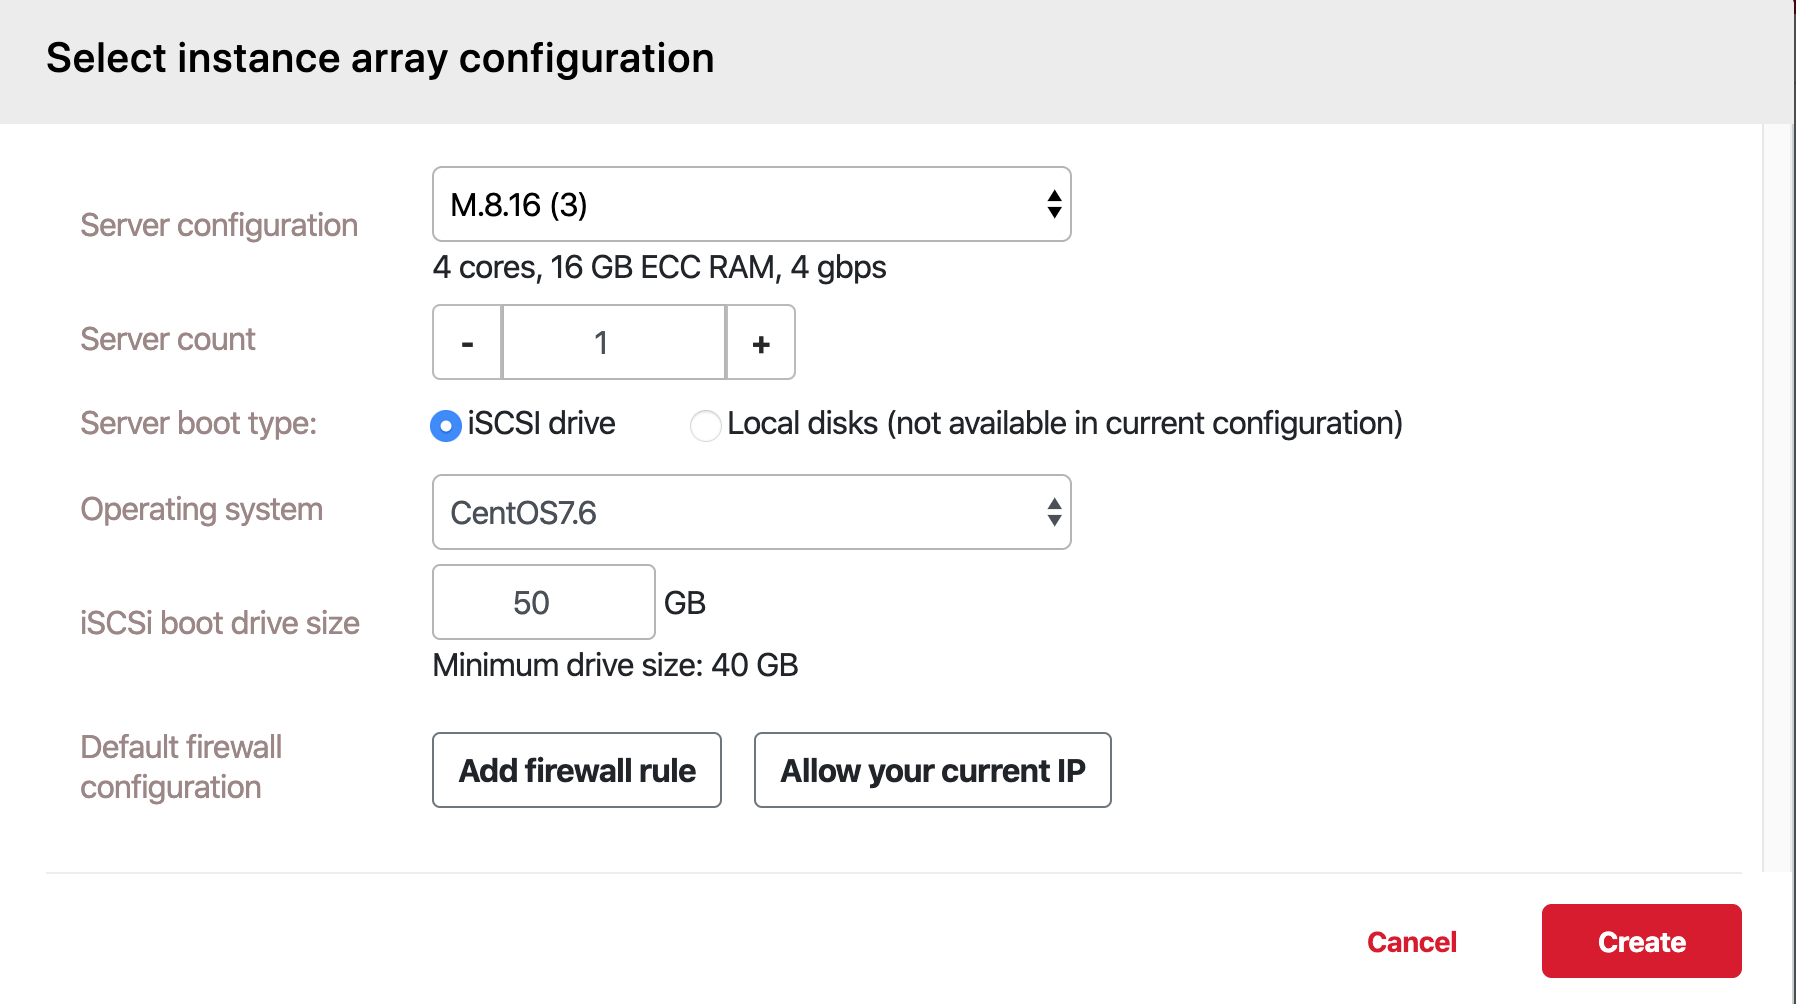 Select instance array configuration
Server configuration
M.8.16 (3)
4 cores, 16 GB ECC RAM, 4 gbps
Server count
- 1 +
Server boot type: iSCSI drive Local disks (not available in current configuration)
Operating system CentOS7.6
iSCSi boot drive size
50 GB
Minimum drive size: 40 GB
Default firewall
configuration
Add firewall rule Allow your current IP
Cancel Create